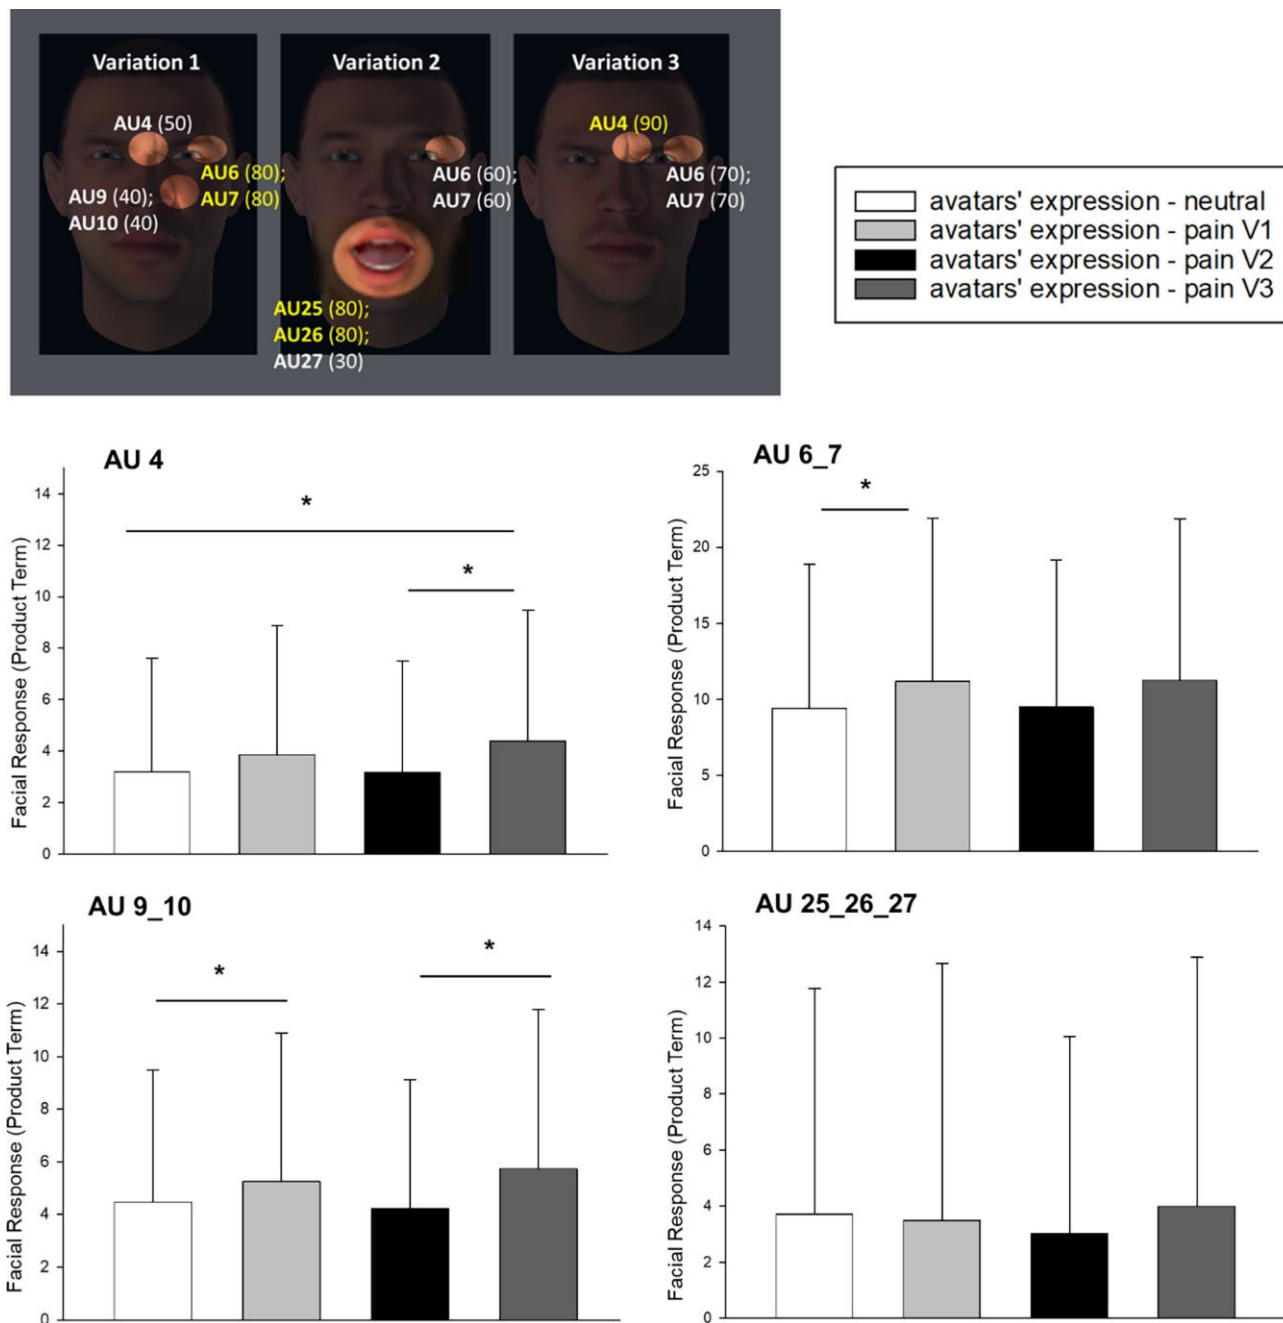 Variation 1
Variation 2
Variation 3
AU4 (50)
AU6 (80);
AU7 (80)
AU9 (40);
AU10 (40)
AU6 (60);
AU7 (60)
AU25 (80);
AU26 (80);
AU27 (30)
AU4 (90)
AU6 (70);
AU7 (70)
avatars' expression - neutral
avatars' expression - pain V1
avatars' expression - pain V2
avatars' expression - pain V3
AU 4
Facial Response (Product Term)
14
12
10
8
6
4
2
0
*
*
AU 6_7
Facial Response (Product Term)
25
20
15
10
5
0
*
AU 9_10
Facial Response (Product Term)
14
12
10
8
6
4
2
0
*
*
AU 25_26_27
Facial Response (Product Term)
14
12
10
8
6
4
2
0